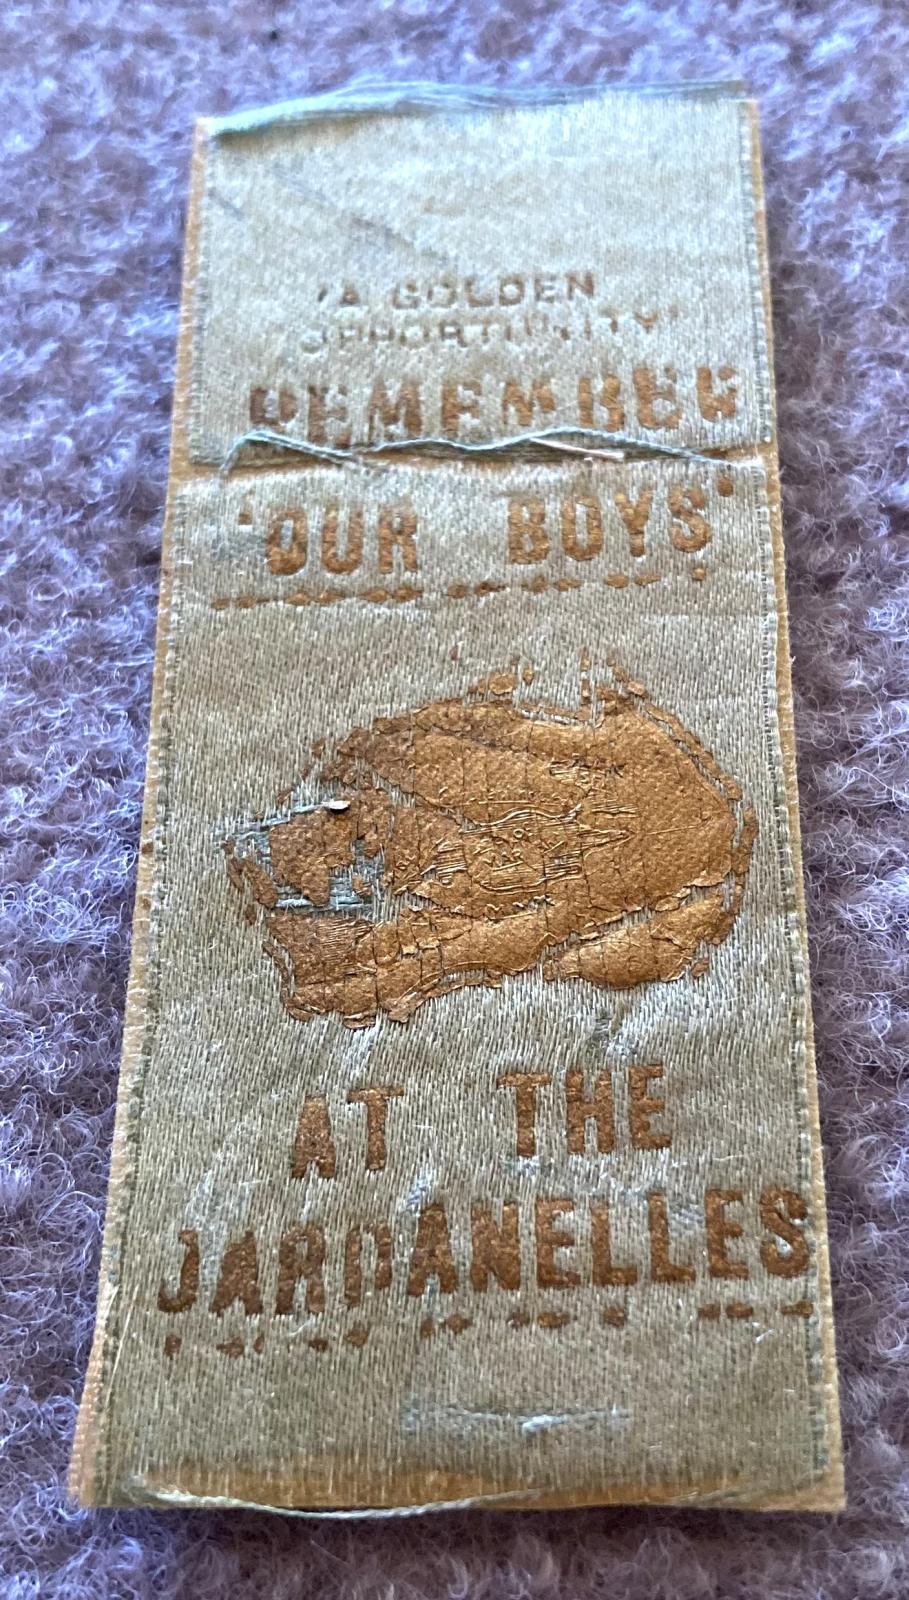 'A GOLDEN
OPPORTUNITY'
REMEMBER
'OUR BOYS'
AT THE
DARDANELLES